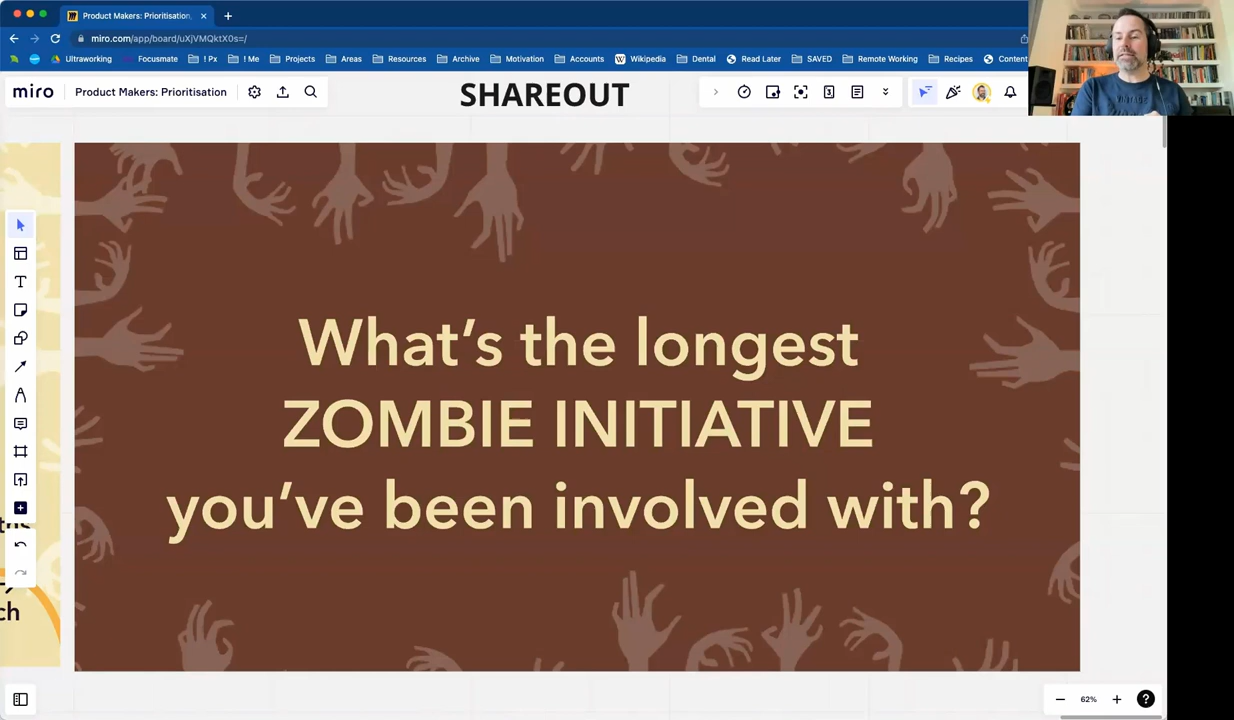 Product Makers: Prioritisation,
miro.com/app/board/uXjVMQktX0s=/
Ultraworking
Focusmate
! Px
! Me
Projects
Areas
Resources
Archive
Motivation
Accounts
Wikipedia
Dental
Read Later
SAVED
Remote Working
Recipes
Content
miro
Product Makers: Prioritisation
SHAREOUT
What's the longest
ZOMBIE INITIATIVE
you've been involved with?
ch
62%